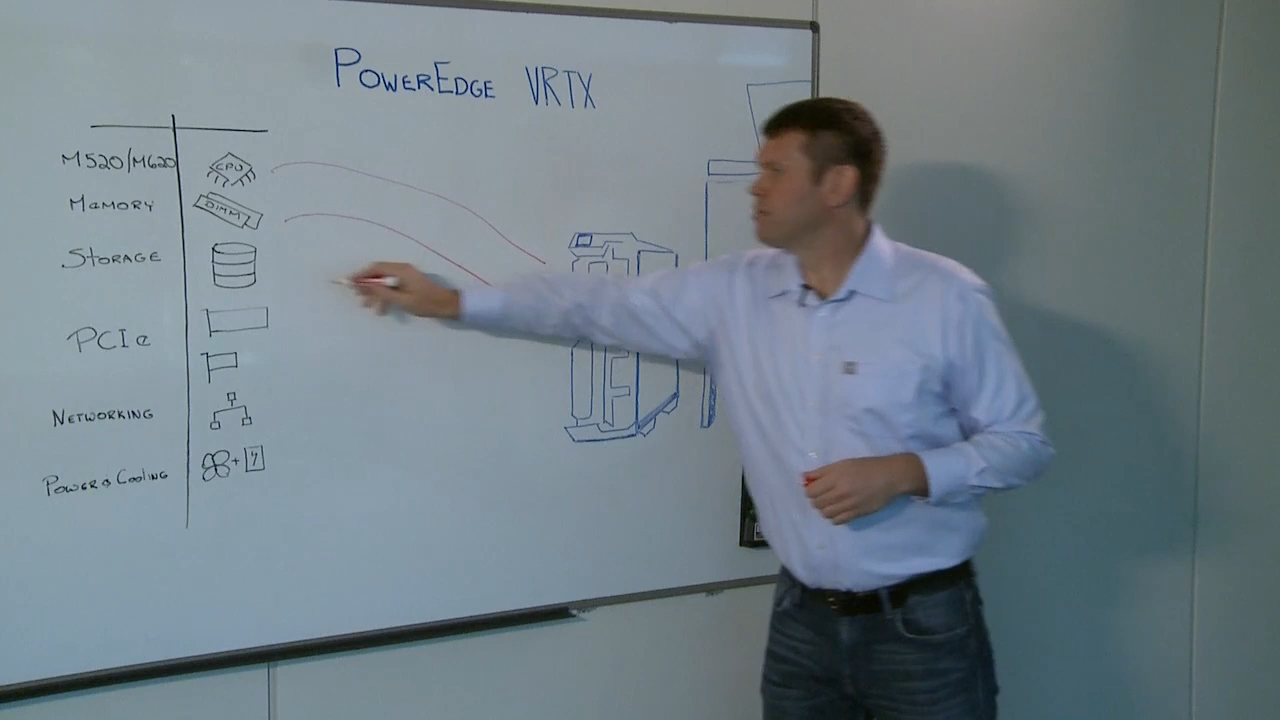 PowerEdge VRTX
M520/M620 CPU
Memory DIMM
Storage
PCIe
Networking
Power & Cooling